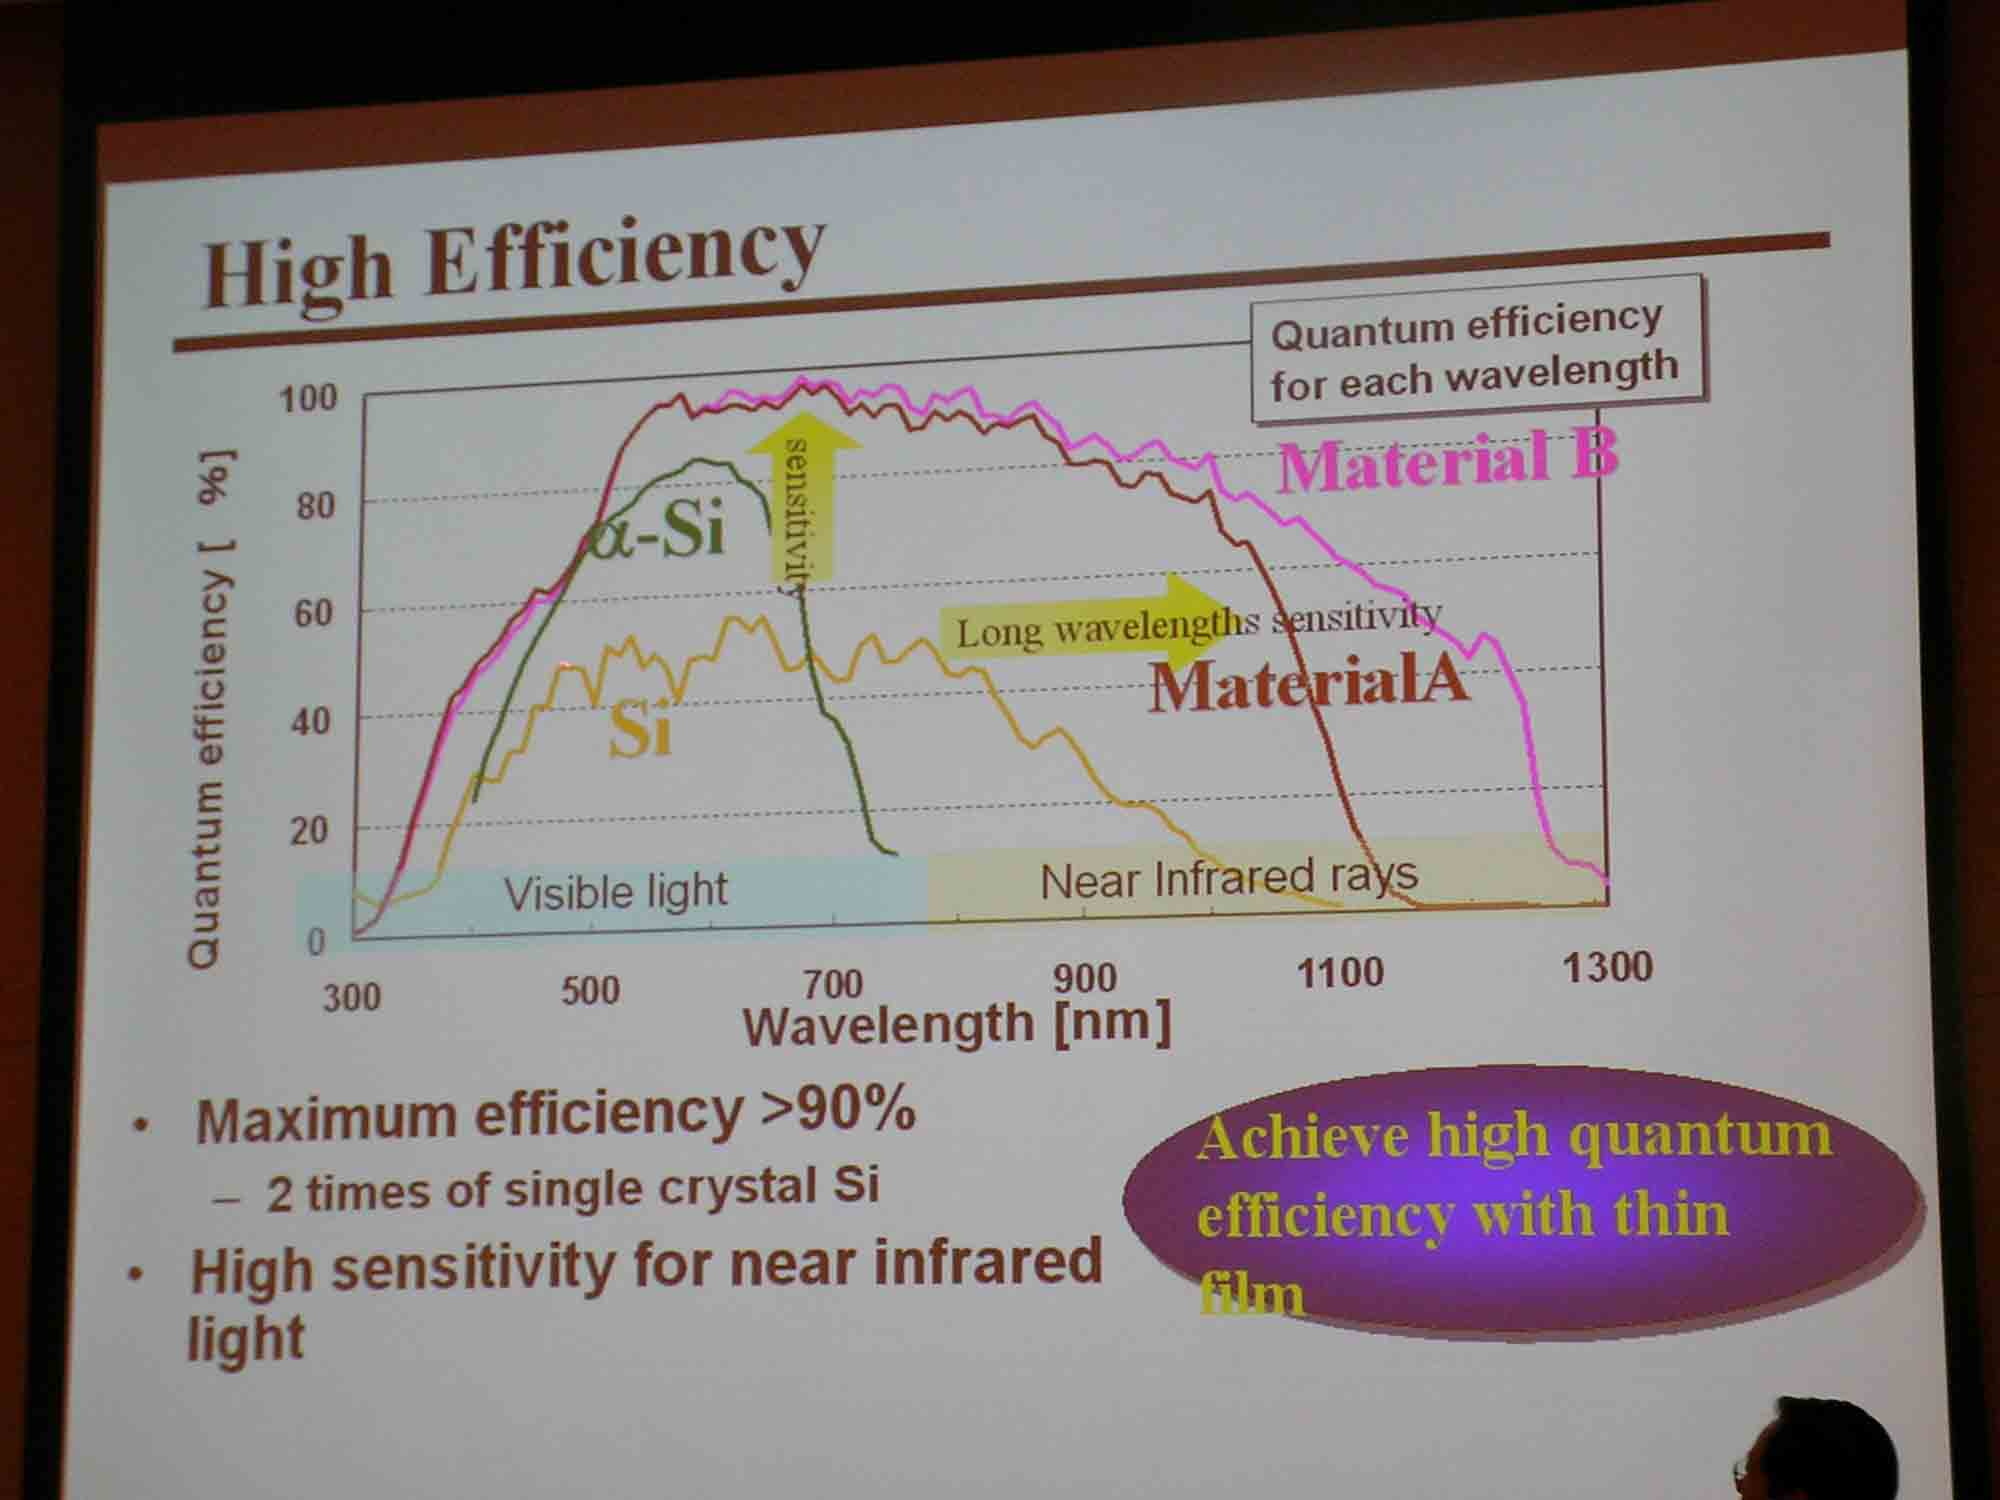 High Efficiency
Quantum efficiency
for each wavelength
Quantum efficiency [ %]
100
80
60
40
20
0
Material B
sensitivity
α-Si
Long wavelengths sensitivity
MaterialA
Si
Visible light
Near Infrared rays
300 500 700 900 1100 1300
Wavelength [nm]
• Maximum efficiency >90%
– 2 times of single crystal Si
• High sensitivity for near infrared
light
Achieve high quantum
efficiency with thin
film